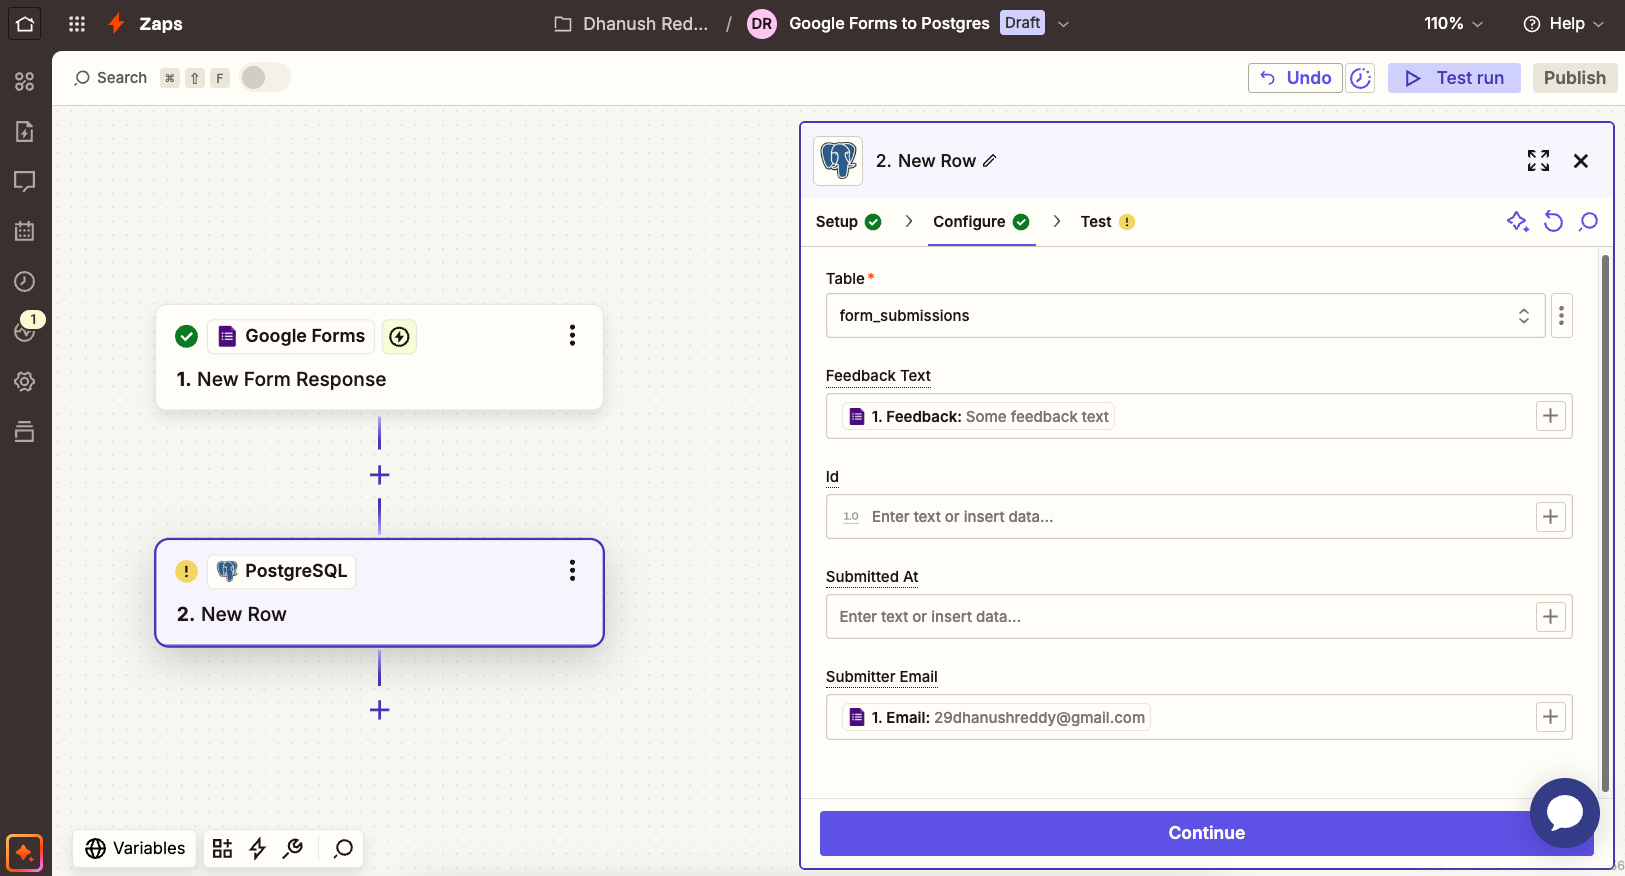 Zaps
Dhanush Red... / DR Google Forms to Postgres Draft
110%
Help
Search ⌘ ⇧ F
Undo
Test run
Publish
1
Google Forms
1. New Form Response
PostgreSQL
2. New Row
Variables
2. New Row
Setup
Configure
Test
Table *
form_submissions
Feedback Text
1. Feedback: Some feedback text
Id
1.0 Enter text or insert data...
Submitted At
Enter text or insert data...
Submitter Email
1. Email: 29dhanushreddy@gmail.com
Continue